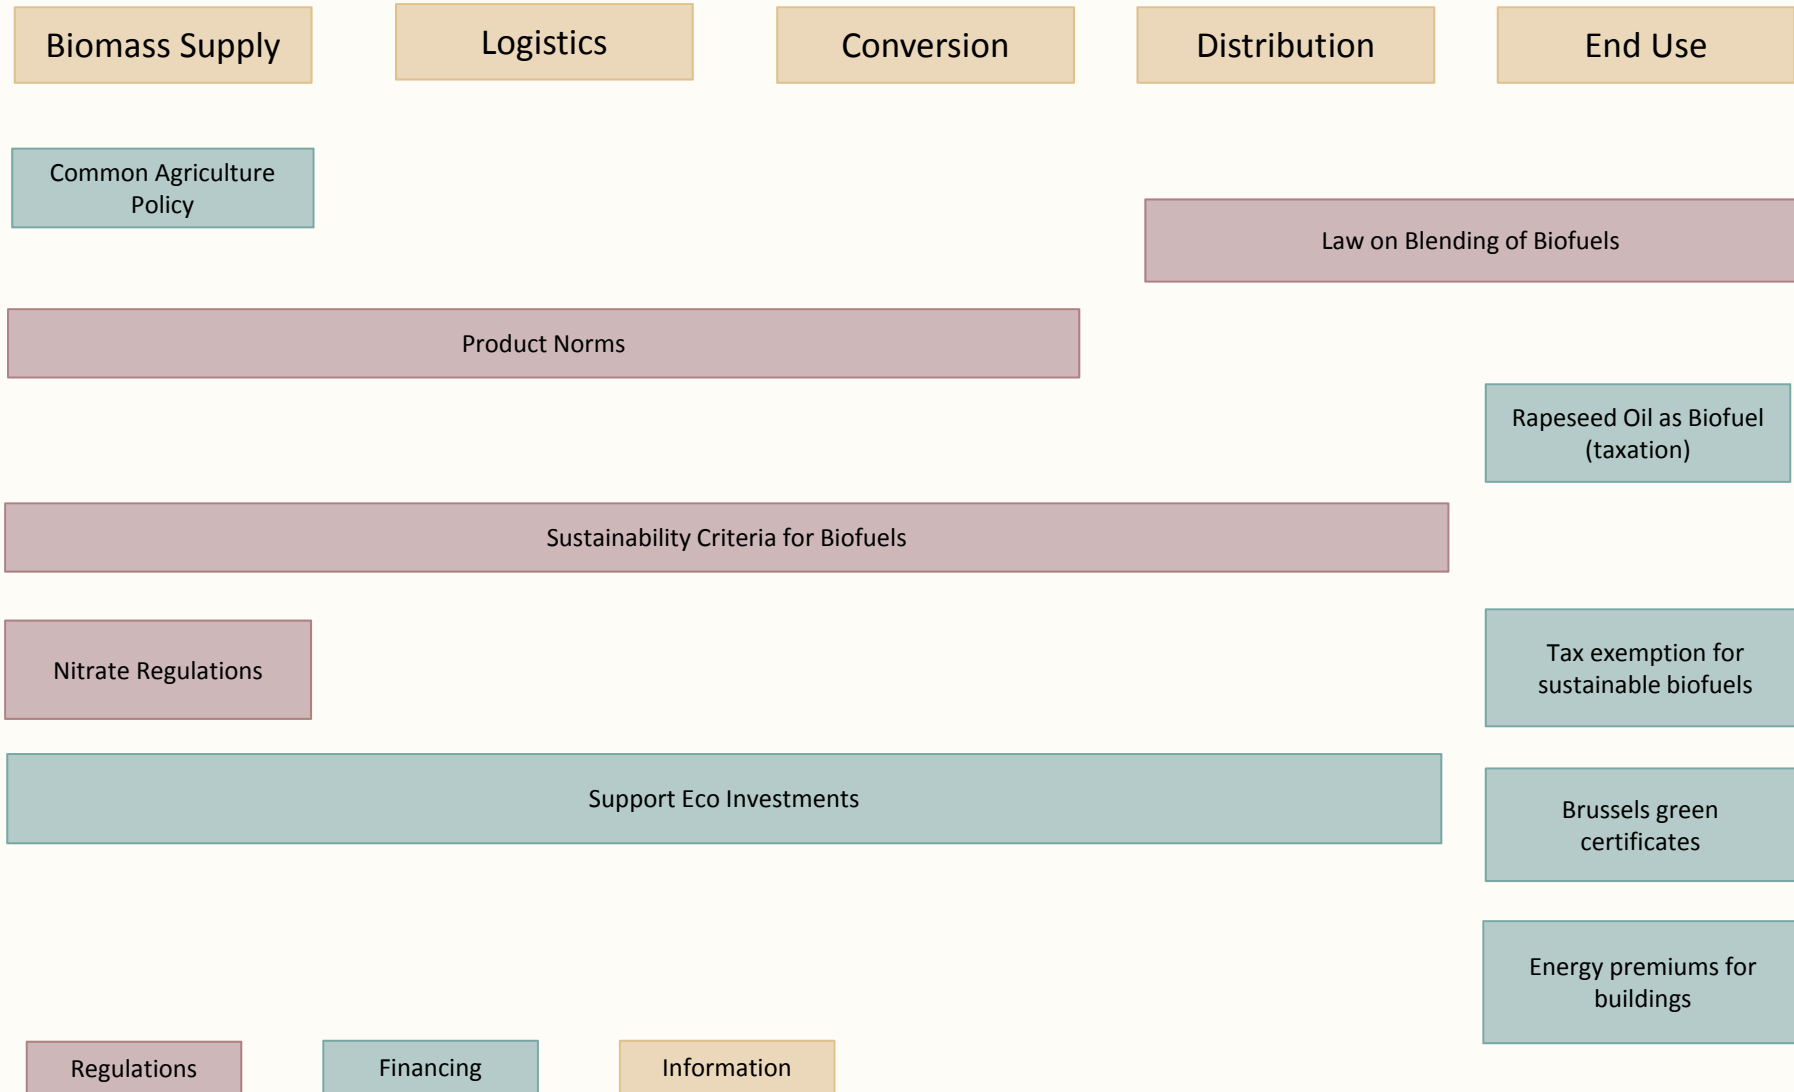 Biomass Supply
Logistics
Conversion
Distribution
End Use
Common Agriculture
Policy
Law on Blending of Biofuels
Product Norms
Rapeseed Oil as Biofuel
(taxation)
Sustainability Criteria for Biofuels
Nitrate Regulations
Tax exemption for
sustainable biofuels
Support Eco Investments
Brussels green
certificates
Energy premiums for
buildings
Regulations
Financing
Information